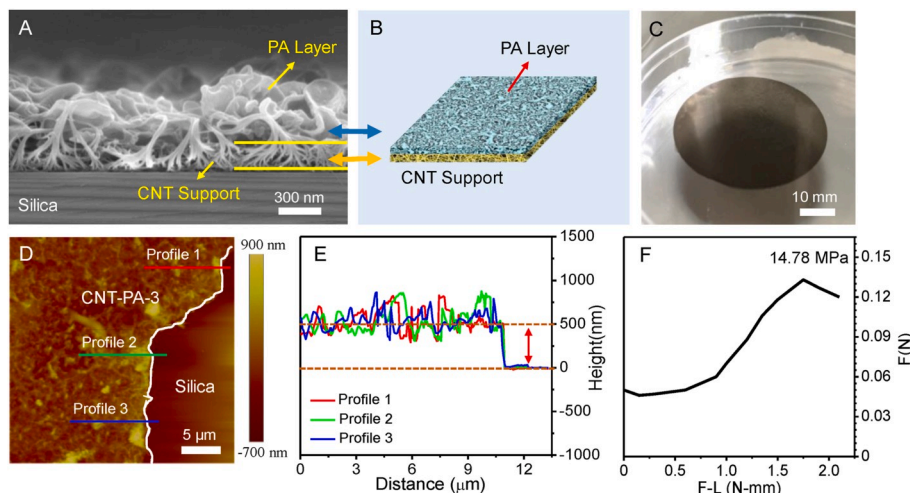 A
PA Layer
CNT Support
Silica
300 nm
B
PA Layer
CNT Support
C
10 mm
D
Profile 1
CNT-PA-3
Profile 2
Silica
Profile 3
5 μm
900 nm
-700 nm
E
1500
1000
500
0
-500
-1000
Height(nm)
Profile 1
Profile 2
Profile 3
0 3 6 9 12
Distance (μm)
F
14.78 MPa
0.15
0.12
0.09
0.06
0.03
F(N)
0.0 0.5 1.0 1.5 2.0
F-L (N-mm)